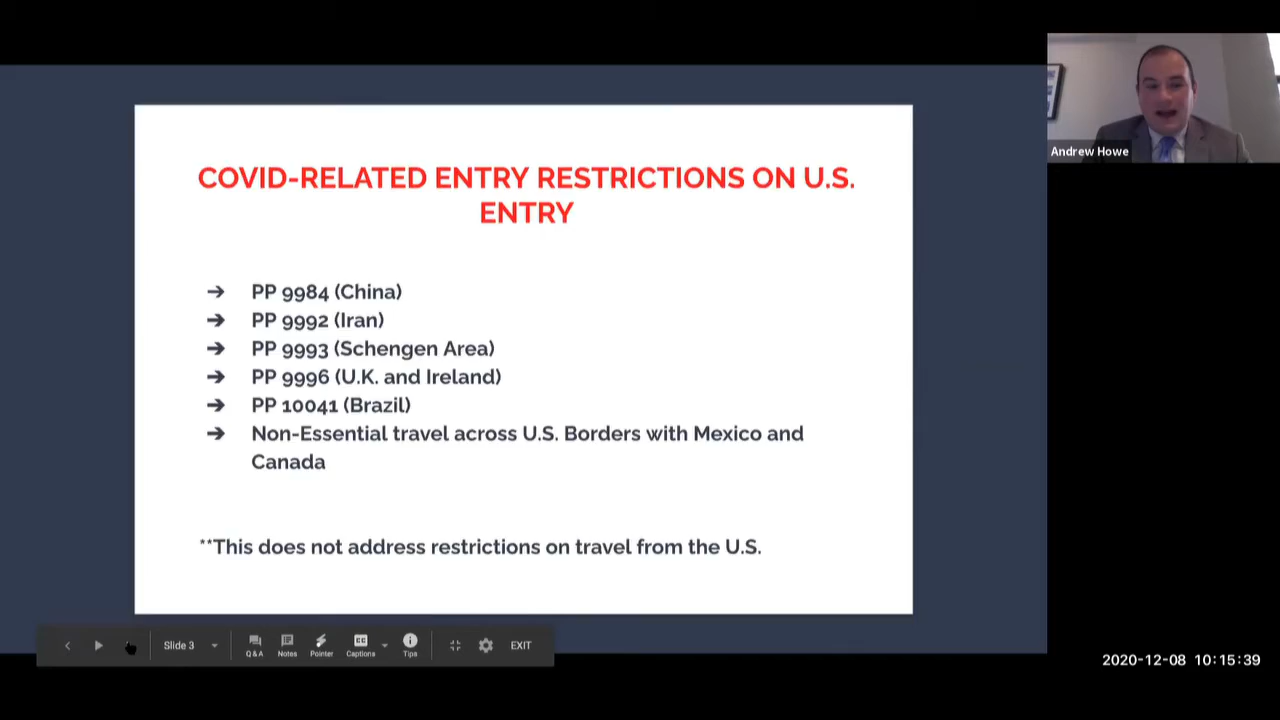 COVID-RELATED ENTRY RESTRICTIONS ON U.S.
ENTRY
➔ PP 9984 (China)
➔ PP 9992 (Iran)
➔ PP 9993 (Schengen Area)
➔ PP 9996 (U.K. and Ireland)
➔ PP 10041 (Brazil)
➔ Non-Essential travel across U.S. Borders with Mexico and
Canada
**This does not address restrictions on travel from the U.S.
Andrew Howe
Slide 3
Q & A
Notes
Pointer
CC
Captions
Tips
EXIT
2020-12-08 10:15:39